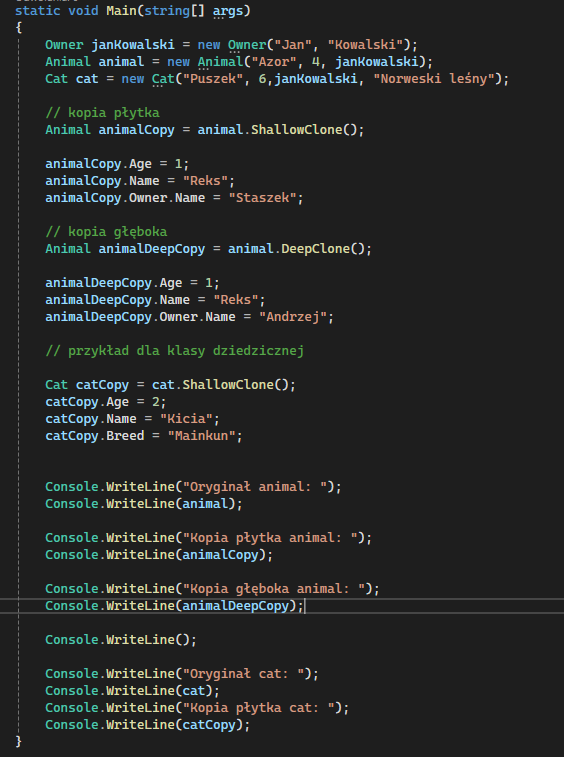 static void Main(string[] args)
{
Owner janKowalski = new Owner("Jan", "Kowalski");
Animal animal = new Animal("Azor", 4, janKowalski);
Cat cat = new Cat("Puszek", 6,janKowalski, "Norweski leśny");
// kopia płytka
Animal animalCopy = animal.ShallowClone();
animalCopy.Age = 1;
animalCopy.Name = "Reks";
animalCopy.Owner.Name = "Staszek";
// kopia głęboka
Animal animalDeepCopy = animal.DeepClone();
animalDeepCopy.Age = 1;
animalDeepCopy.Name = "Reks";
animalDeepCopy.Owner.Name = "Andrzej";
// przykład dla klasy dziedzicznej
Cat catCopy = cat.ShallowClone();
catCopy.Age = 2;
catCopy.Name = "Kicia";
catCopy.Breed = "Mainkun";
Console.WriteLine("Oryginał animal: ");
Console.WriteLine(animal);
Console.WriteLine("Kopia płytka animal: ");
Console.WriteLine(animalCopy);
Console.WriteLine("Kopia głęboka animal: ");
Console.WriteLine(animalDeepCopy);
Console.WriteLine();
Console.WriteLine("Oryginał cat: ");
Console.WriteLine(cat);
Console.WriteLine("Kopia płytka cat: ");
Console.WriteLine(catCopy);
}